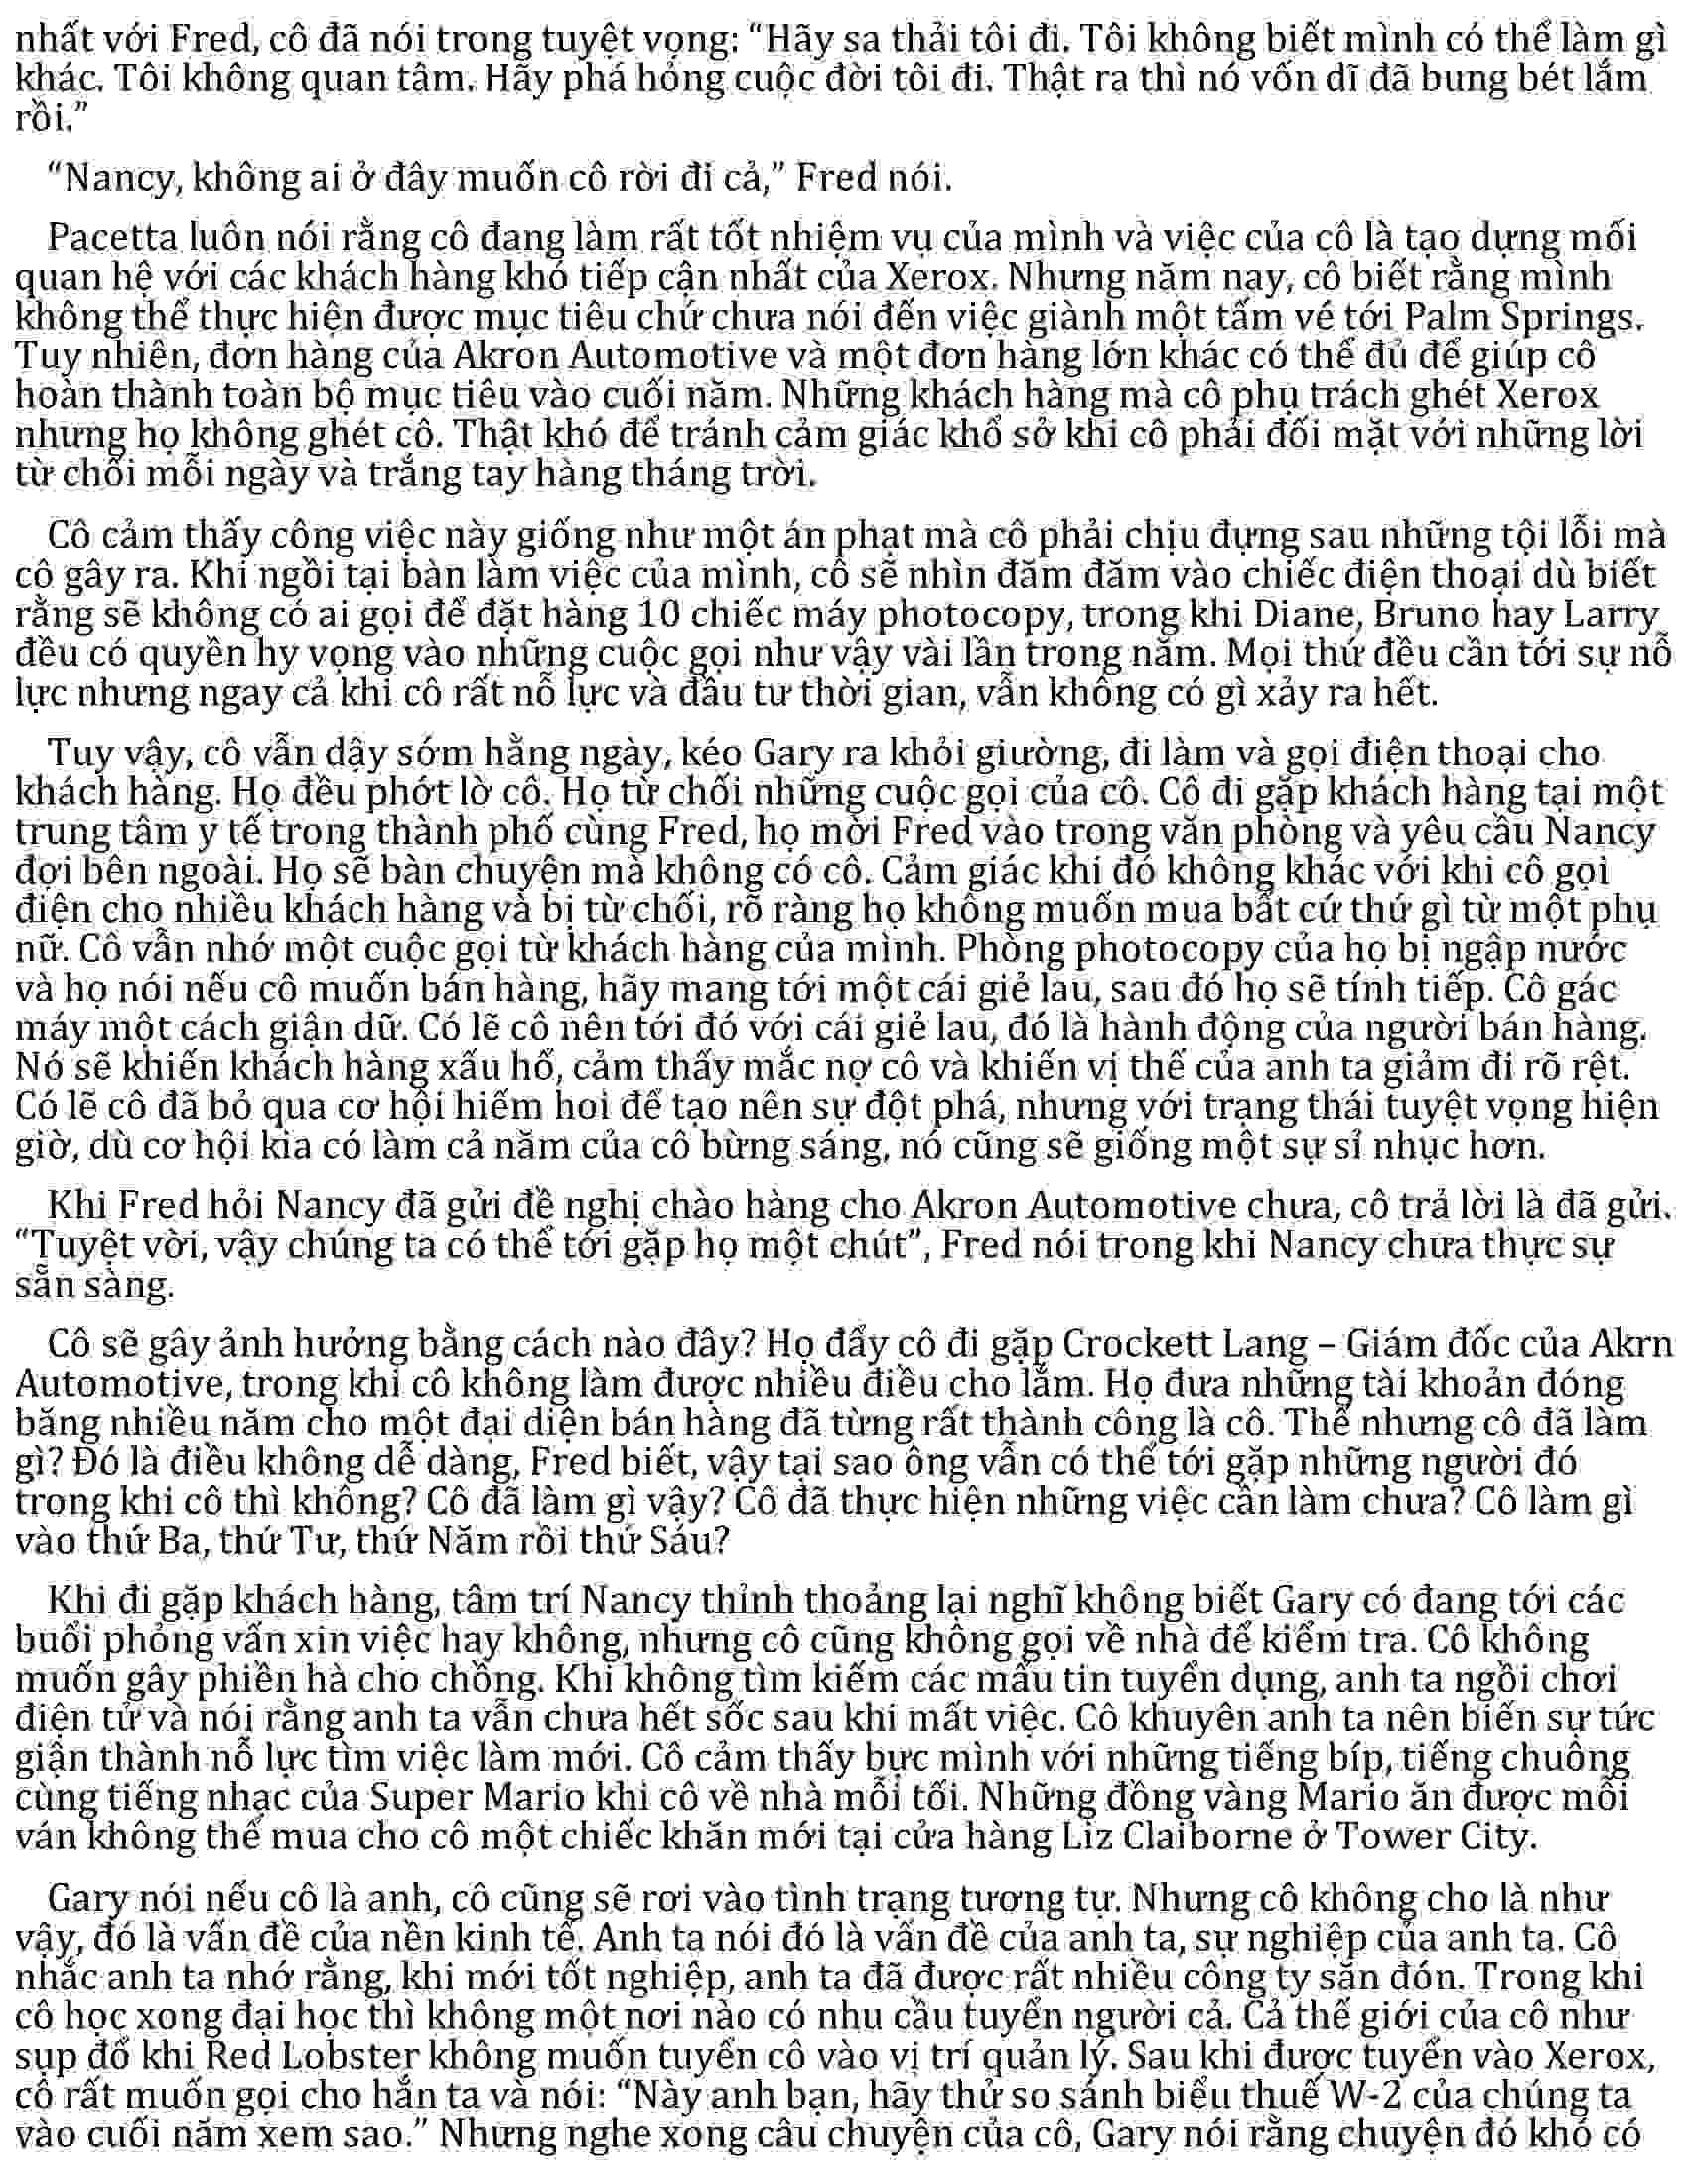 nhất với Fred, cô đã nói trong tuyệt vọng: “Hãy sa thải tôi đi. Tôi không biết mình có thể làm gì
khác. Tôi không quan tâm. Hãy phá hỏng cuộc đời tôi đi. Thật ra thì nó vốn dĩ đã bung bét lắm
rồi.”
“Nancy, không ai ở đây muốn cô rời đi cả,” Fred nói.
Pacetta luôn nói rằng cô đang làm rất tốt nhiệm vụ của mình và việc của cô là tạo dựng mối
quan hệ với các khách hàng khó tiếp cận nhất của Xerox. Nhưng năm nay, cô biết rằng mình
không thể thực hiện được mục tiêu chứ chưa nói đến việc giành một tấm vé tới Palm Springs.
Tuy nhiên, đơn hàng của Akron Automotive và một đơn hàng lớn khác có thể đủ để giúp cô
hoàn thành toàn bộ mục tiêu vào cuối năm. Những khách hàng mà cô phụ trách ghét Xerox
nhưng họ không ghét cô. Thật khó để tránh cảm giác khổ sở khi cô phải đối mặt với những lời
từ chối mỗi ngày và trắng tay hàng tháng trời.
Cô cảm thấy công việc này giống như một án phạt mà cô phải chịu đựng sau những tội lỗi mà
cô gây ra. Khi ngồi tại bàn làm việc của mình, cô sẽ nhìn đăm đăm vào chiếc điện thoại dù biết
rằng sẽ không có ai gọi để đặt hàng 10 chiếc máy photocopy, trong khi Diane, Bruno hay Larry
đều có quyền hy vọng vào những cuộc gọi như vậy vài lần trong năm. Mọi thứ đều cần tới sự nỗ
lực nhưng ngay cả khi cô rất nỗ lực và đầu tư thời gian, vẫn không có gì xảy ra hết.
Tuy vậy, cô vẫn dậy sớm hằng ngày, kéo Gary ra khỏi giường, đi làm và gọi điện thoại cho
khách hàng. Họ đều phớt lờ cô. Họ từ chối những cuộc gọi của cô. Cô đi gặp khách hàng tại một
trung tâm y tế trong thành phố cùng Fred, họ mời Fred vào trong văn phòng và yêu cầu Nancy
đợi bên ngoài. Họ sẽ bàn chuyện mà không có cô. Cảm giác khi đó không khác với khi cô gọi
điện cho nhiều khách hàng và bị từ chối, rõ ràng họ không muốn mua bất cứ thứ gì từ một phụ
nữ. Cô vẫn nhớ một cuộc gọi từ khách hàng của mình. Phòng photocopy của họ bị ngập nước
và họ nói nếu cô muốn bán hàng, hãy mang tới một cái giẻ lau, sau đó họ sẽ tính tiếp. Cô gác
máy một cách giận dữ. Có lẽ cô nên tới đó với cái giẻ lau, đó là hành động của người bán hàng.
Nó sẽ khiến khách hàng xấu hổ, cảm thấy mắc nợ cô và khiến vị thế của anh ta giảm đi rõ rệt.
Có lẽ cô đã bỏ qua cơ hội hiếm hoi để tạo nên sự đột phá, nhưng với trạng thái tuyệt vọng hiện
giờ, dù cơ hội kia có làm cả năm của cô bừng sáng, nó cũng sẽ giống một sự sỉ nhục hơn.
Khi Fred hỏi Nancy đã gửi đề nghị chào hàng cho Akron Automotive chưa, cô trả lời là đã gửi.
“Tuyệt vời, vậy chúng ta có thể tới gặp họ một chút”, Fred nói trong khi Nancy chưa thực sự
sẵn sàng.
Cô sẽ gây ảnh hưởng bằng cách nào đây? Họ đẩy cô đi gặp Crockett Lang – Giám đốc của Akrn
Automotive, trong khi cô không làm được nhiều điều cho lắm. Họ đưa những tài khoản đóng
băng nhiều năm cho một đại diện bán hàng đã từng rất thành công là cô. Thế nhưng cô đã làm
gì? Đó là điều không dễ dàng, Fred biết, vậy tại sao ông vẫn có thể tới gặp những người đó
trong khi cô thì không? Cô đã làm gì vậy? Cô đã thực hiện những việc cần làm chưa? Cô làm gì
vào thứ Ba, thứ Tư, thứ Năm rồi thứ Sáu?
Khi đi gặp khách hàng, tâm trí Nancy thỉnh thoảng lại nghĩ không biết Gary có đang tới các
buổi phỏng vấn xin việc hay không, nhưng cô cũng không gọi về nhà để kiểm tra. Cô không
muốn gây phiền hà cho chồng. Khi không tìm kiếm các mẩu tin tuyển dụng, anh ta ngồi chơi
điện tử và nói rằng anh ta vẫn chưa hết sốc sau khi mất việc. Cô khuyên anh ta nên biến sự tức
giận thành nỗ lực tìm việc làm mới. Cô cảm thấy bực mình với những tiếng bíp, tiếng chuông
cùng tiếng nhạc của Super Mario khi cô về nhà mỗi tối. Những đồng vàng Mario ăn được mỗi
ván không thể mua cho cô một chiếc khăn mới tại cửa hàng Liz Claiborne ở Tower City.
Gary nói nếu cô là anh, cô cũng sẽ rơi vào tình trạng tương tự. Nhưng cô không cho là như
vậy, đó là vấn đề của nền kinh tế. Anh ta nói đó là vấn đề của anh ta, sự nghiệp của anh ta. Cô
nhắc anh ta nhớ rằng, khi mới tốt nghiệp, anh ta đã được rất nhiều công ty săn đón. Trong khi
cô học xong đại học thì không một nơi nào có nhu cầu tuyển người cả. Cả thế giới của cô như
sụp đổ khi Red Lobster không muốn tuyển cô vào vị trí quản lý. Sau khi được tuyển vào Xerox,
cô rất muốn gọi cho hắn ta và nói: “Này anh bạn, hãy thử so sánh biểu thuế W-2 của chúng ta
vào cuối năm xem sao.” Nhưng nghe xong câu chuyện của cô, Gary nói rằng chuyện đó khó có